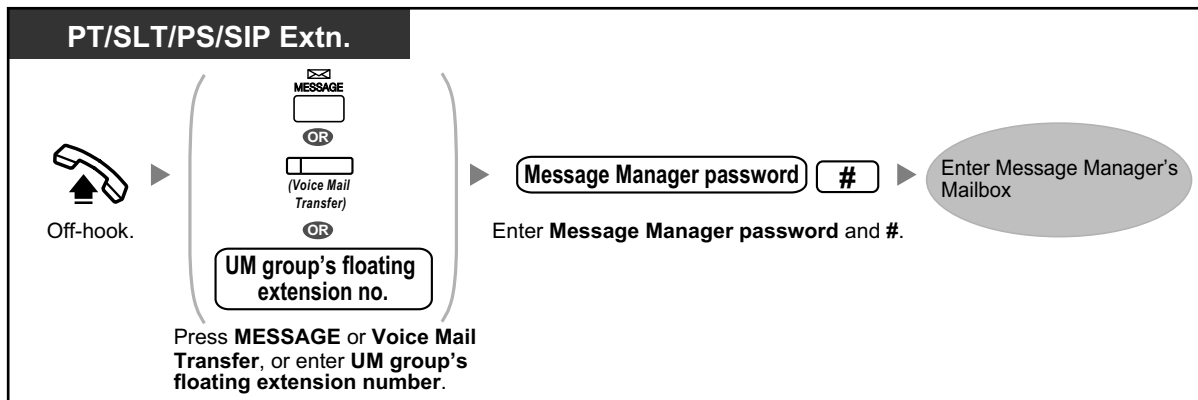 PT/SLT/PS/SIP Extn.
MESSAGE
OR
(Voice Mail
Transfer)
OR
UM group’s floating
extension no.
Off-hook.
Press MESSAGE or Voice Mail
Transfer, or enter UM group’s
floating extension number.
Message Manager password #
Enter Message Manager password and #.
Enter Message Manager’s
Mailbox